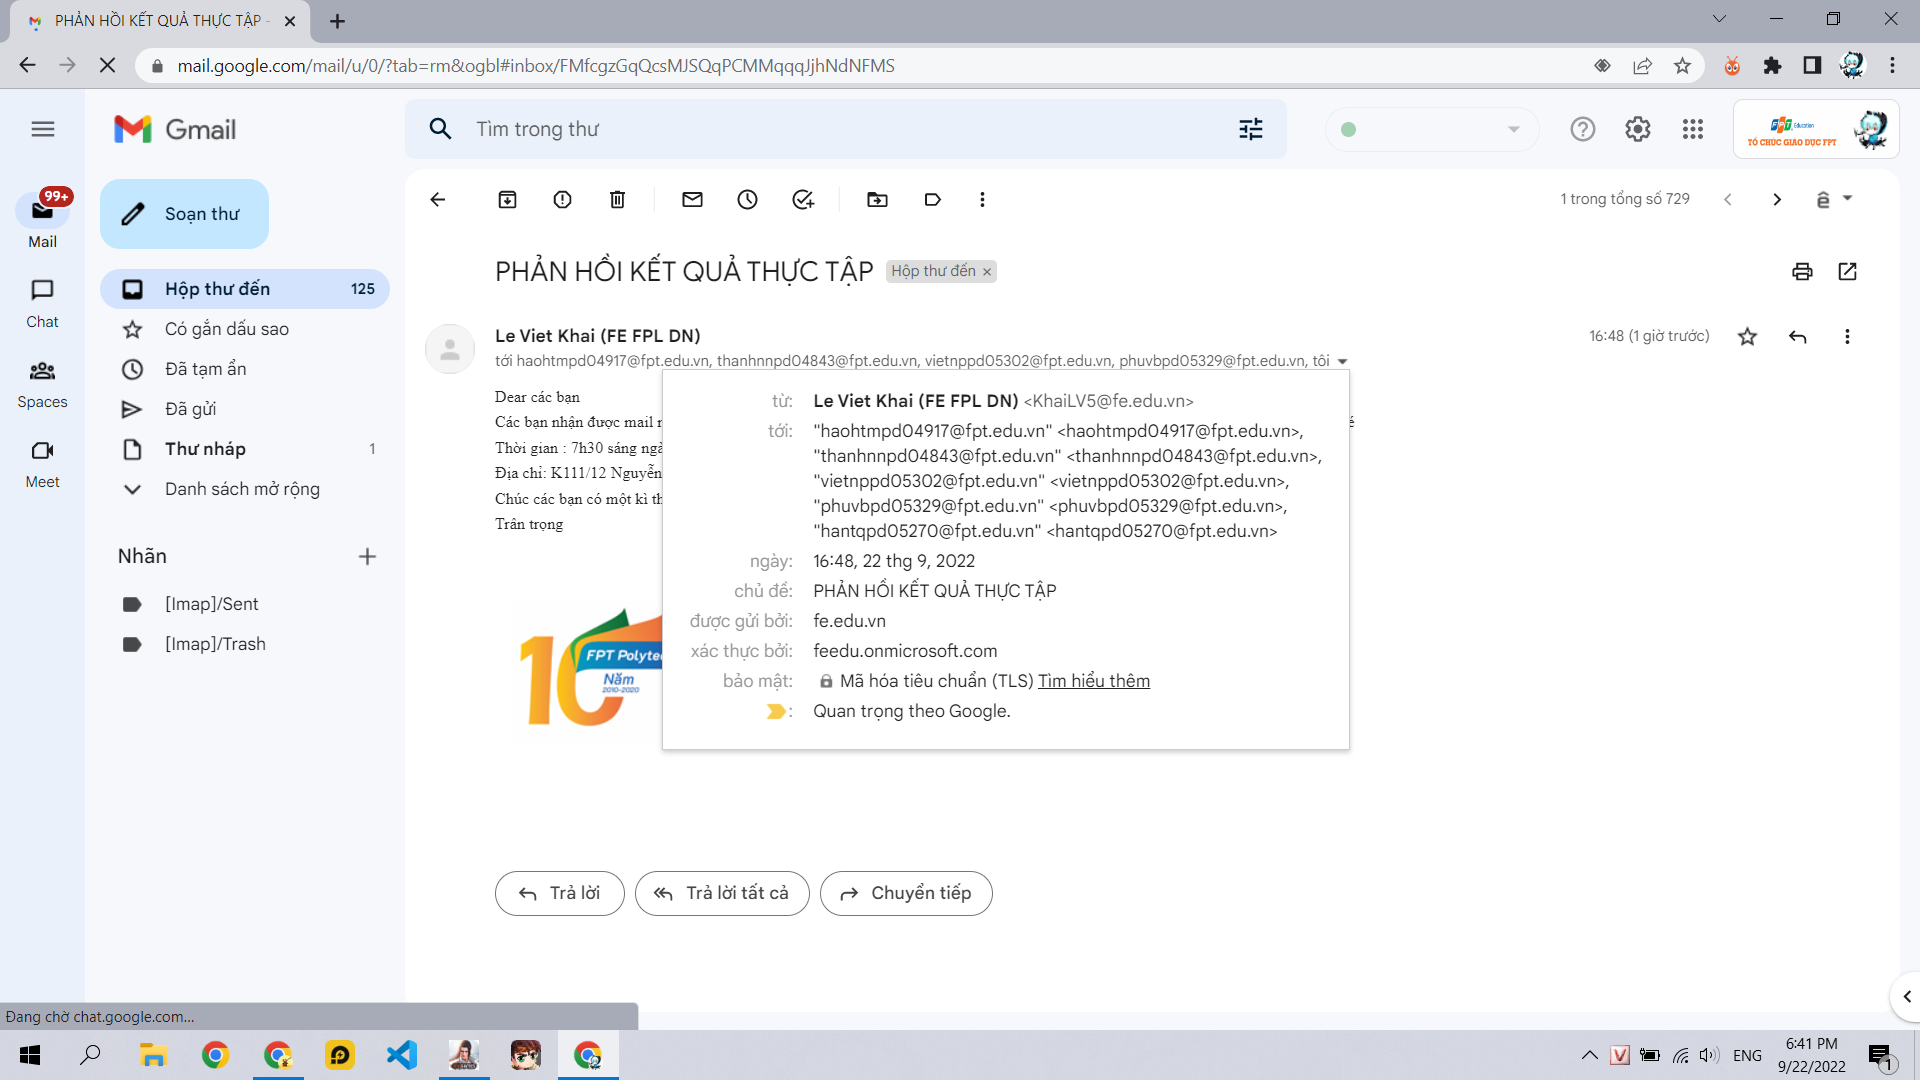 PHẢN HỒI KẾT QUẢ THỰC TẬP -
mail.google.com/mail/u/0/?tab=rm&ogbl#inbox/FMfcgzGqQcsMJSQqPCMMqqqJjhNdNFMS
Gmail
Tìm trong thư
FPT Education
TỔ CHỨC GIÁO DỤC FPT
99+
Mail
Chat
Spaces
Meet
Soạn thư
Hộp thư đến 125
Có gắn dấu sao
Đã tạm ẩn
Đã gửi
Thư nháp 1
Danh sách mở rộng
Nhãn
[Imap]/Sent
[Imap]/Trash
1 trong tổng số 729
ê
PHẢN HỒI KẾT QUẢ THỰC TẬP Hộp thư đến ×
Le Viet Khai (FE FPL DN)
16:48 (1 giờ trước)
tới haohtmpd04917@fpt.edu.vn, thanhnnpd04843@fpt.edu.vn, vietnppd05302@fpt.edu.vn, phuvbpd05329@fpt.edu.vn, tôi
Dear các bạn
Các bạn nhận được mail
Thời gian : 7h30 sáng
Địa chỉ: K111/12 Nguyễn
Chúc các bạn có một kì
Trân trọng
từ: Le Viet Khai (FE FPL DN) <KhaiLV5@fe.edu.vn>
tới: "haohtmpd04917@fpt.edu.vn" <haohtmpd04917@fpt.edu.vn>,
"thanhnnpd04843@fpt.edu.vn" <thanhnnpd04843@fpt.edu.vn>,
"vietnppd05302@fpt.edu.vn" <vietnppd05302@fpt.edu.vn>,
"phuvbpd05329@fpt.edu.vn" <phuvbpd05329@fpt.edu.vn>,
"hantqpd05270@fpt.edu.vn" <hantqpd05270@fpt.edu.vn>
ngày: 16:48, 22 thg 9, 2022
chủ đề: PHẢN HỒI KẾT QUẢ THỰC TẬP
được gửi bởi: fe.edu.vn
xác thực bởi: feedu.onmicrosoft.com
bảo mật: Mã hóa tiêu chuẩn (TLS) Tìm hiểu thêm
: Quan trọng theo Google.
10
FPT Polyte
Năm
2010-2020
Trả lời
Trả lời tất cả
Chuyển tiếp
Đang chờ chat.google.com...
ENG
6:41 PM
9/22/2022
1